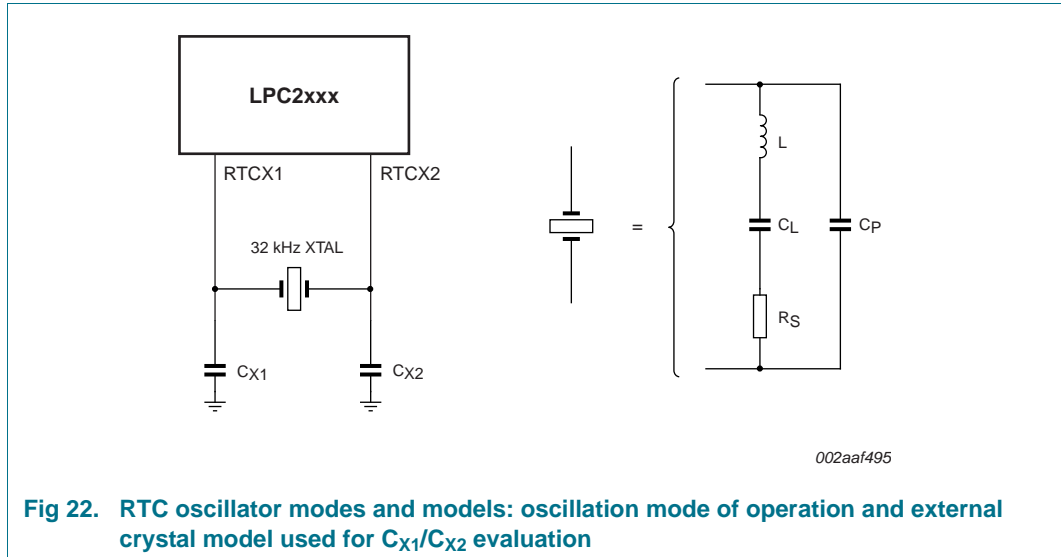 LPC2xxx
RTCX1
RTCX2
32 kHz XTAL
CX1
CX2
=
L
CL
CP
RS
002aaf495
Fig 22. RTC oscillator modes and models: oscillation mode of operation and external
crystal model used for CX1/CX2 evaluation